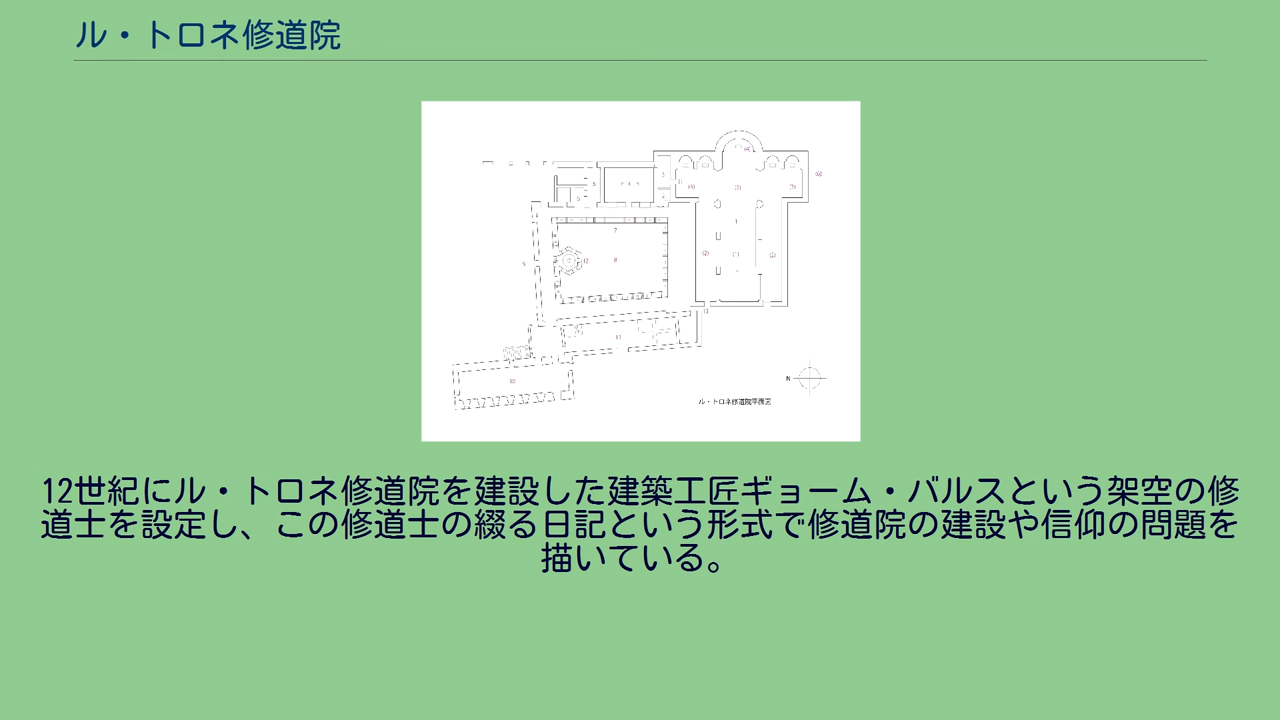 ル・トロネ修道院
N
ル・トロネ修道院平面図
12世紀にル・トロネ修道院を建設した建築工匠ギョーム・バルスという架空の修
道士を設定し、この修道士の綴る日記という形式で修道院の建設や信仰の問題を
描いている。